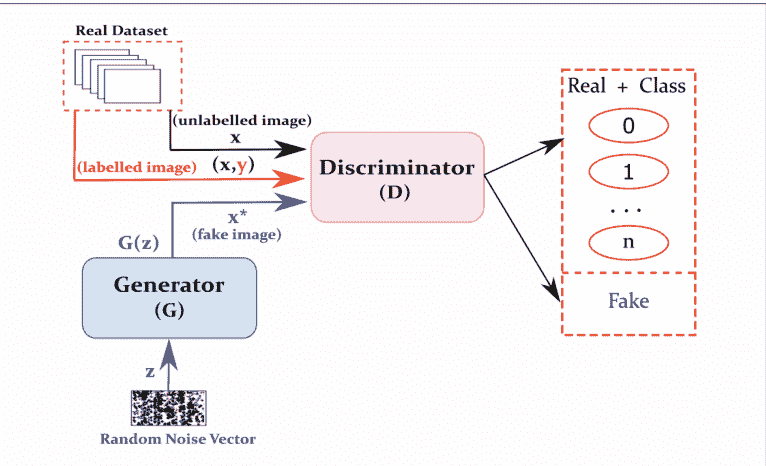 Real Dataset
(unlabelled image)
x
(labelled image)
(x,y)
Discriminator
(D)
Real + Class
0
1
...
n
Fake
x*
(fake image)
G(z)
Generator
(G)
z
Random Noise Vector